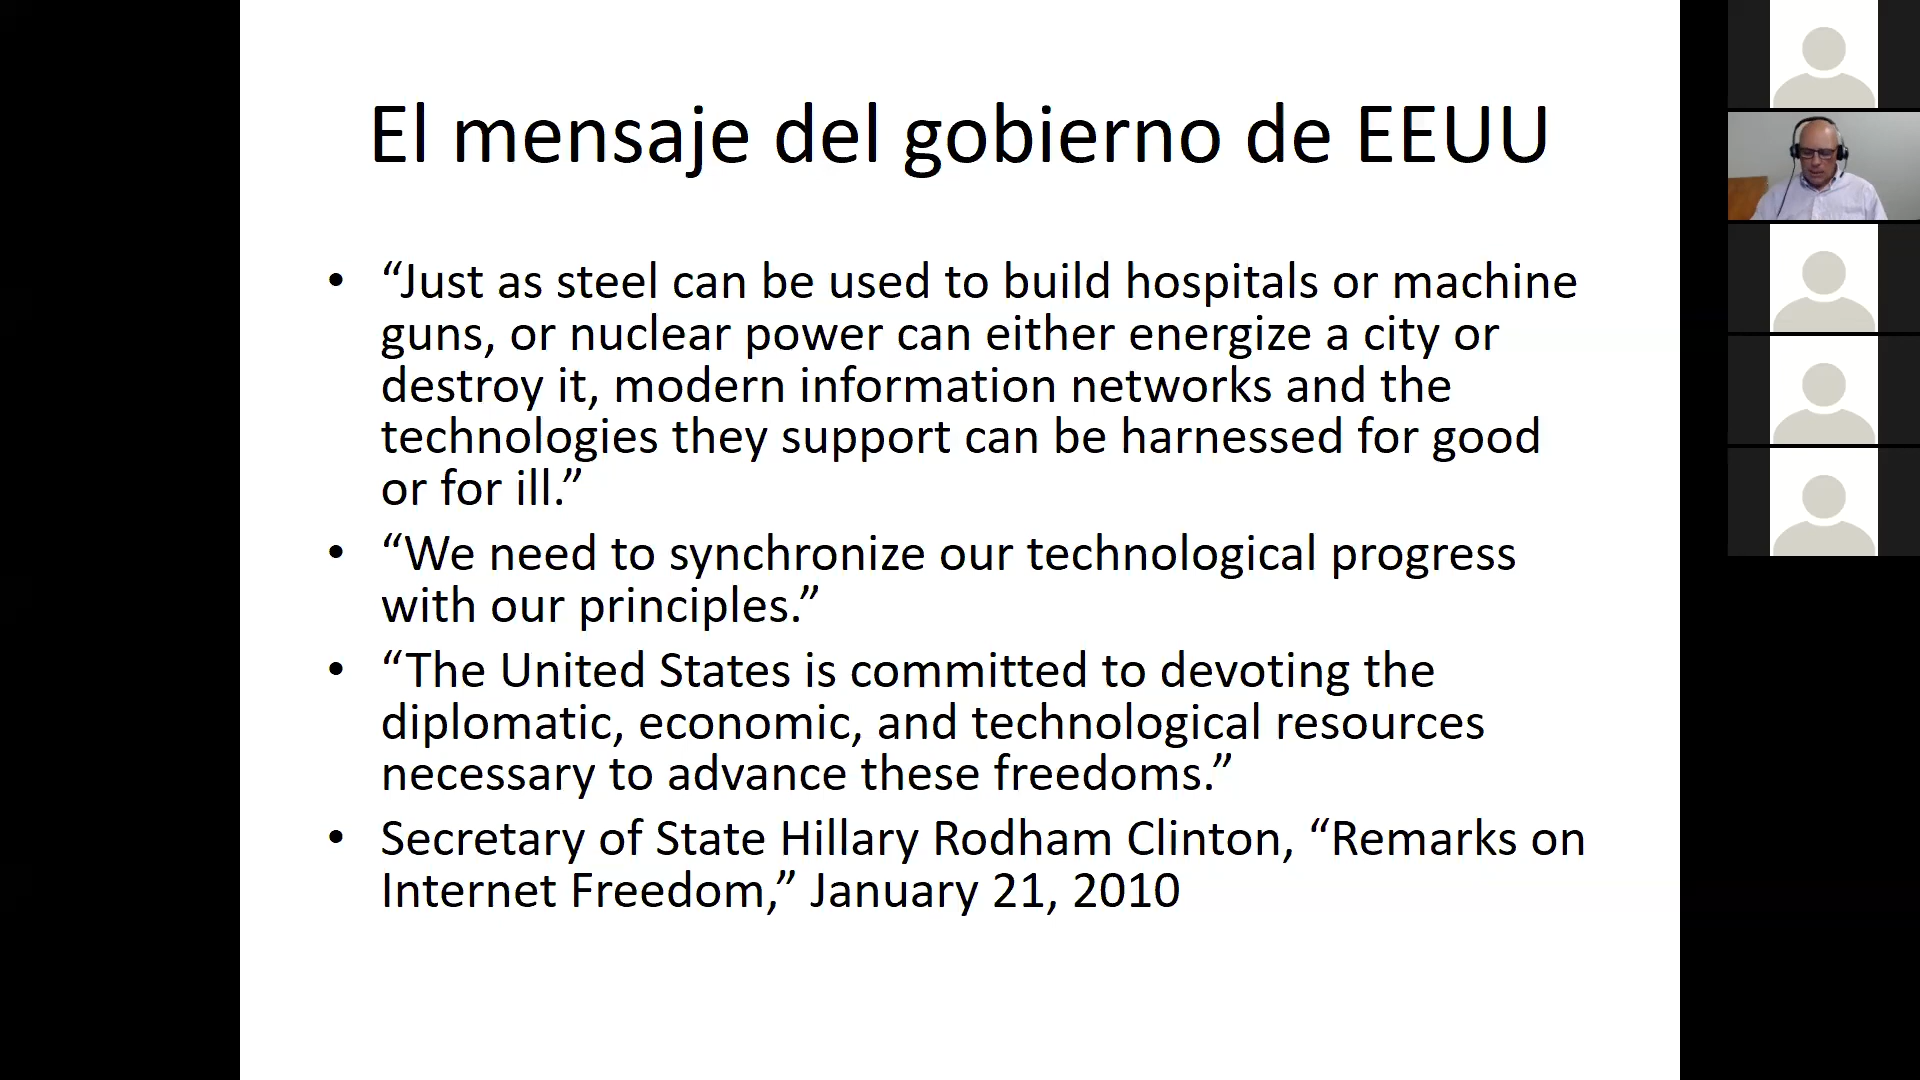 El mensaje del gobierno de EEUU
• “Just as steel can be used to build hospitals or machine
guns, or nuclear power can either energize a city or
destroy it, modern information networks and the
technologies they support can be harnessed for good
or for ill.”
• “We need to synchronize our technological progress
with our principles.”
• “The United States is committed to devoting the
diplomatic, economic, and technological resources
necessary to advance these freedoms.”
• Secretary of State Hillary Rodham Clinton, “Remarks on
Internet Freedom,” January 21, 2010